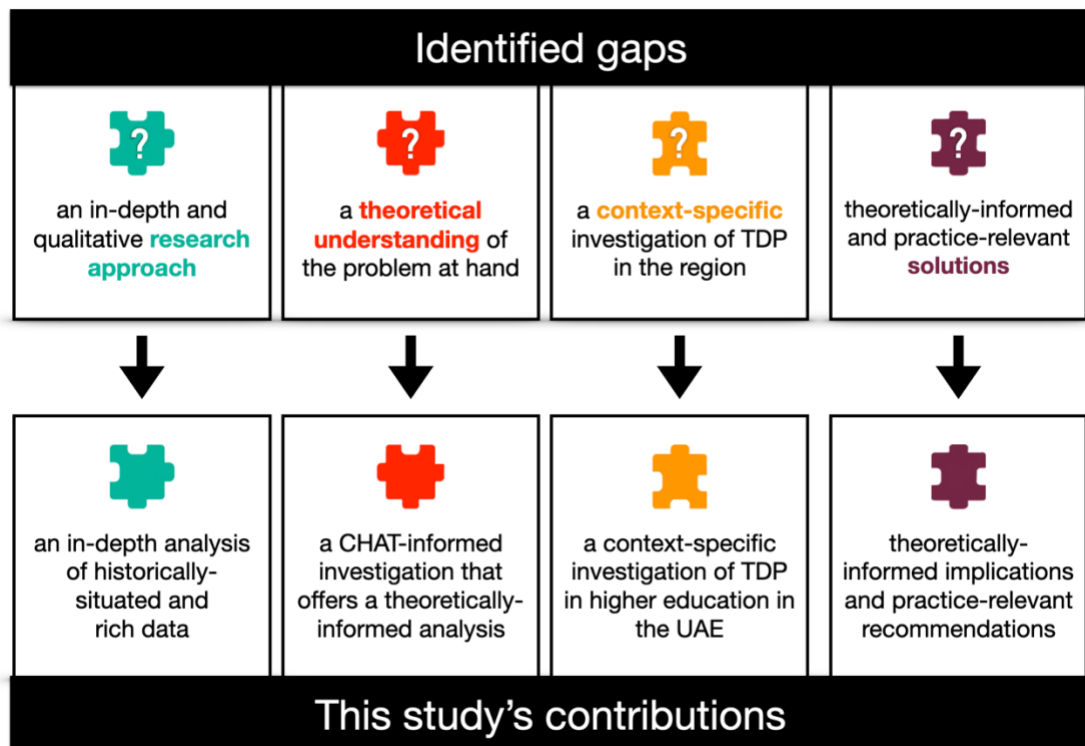 Identified gaps
?
an in-depth and
qualitative research
approach
?
a theoretical
understanding of
the problem at hand
?
a context-specific
investigation of TDP
in the region
?
theoretically-informed
and practice-relevant
solutions
an in-depth analysis
of historically-
situated and
rich data
a CHAT-informed
investigation that
offers a theoretically-
informed analysis
a context-specific
investigation of TDP
in higher education in
the UAE
theoretically-
informed implications
and practice-relevant
recommendations
This study’s contributions